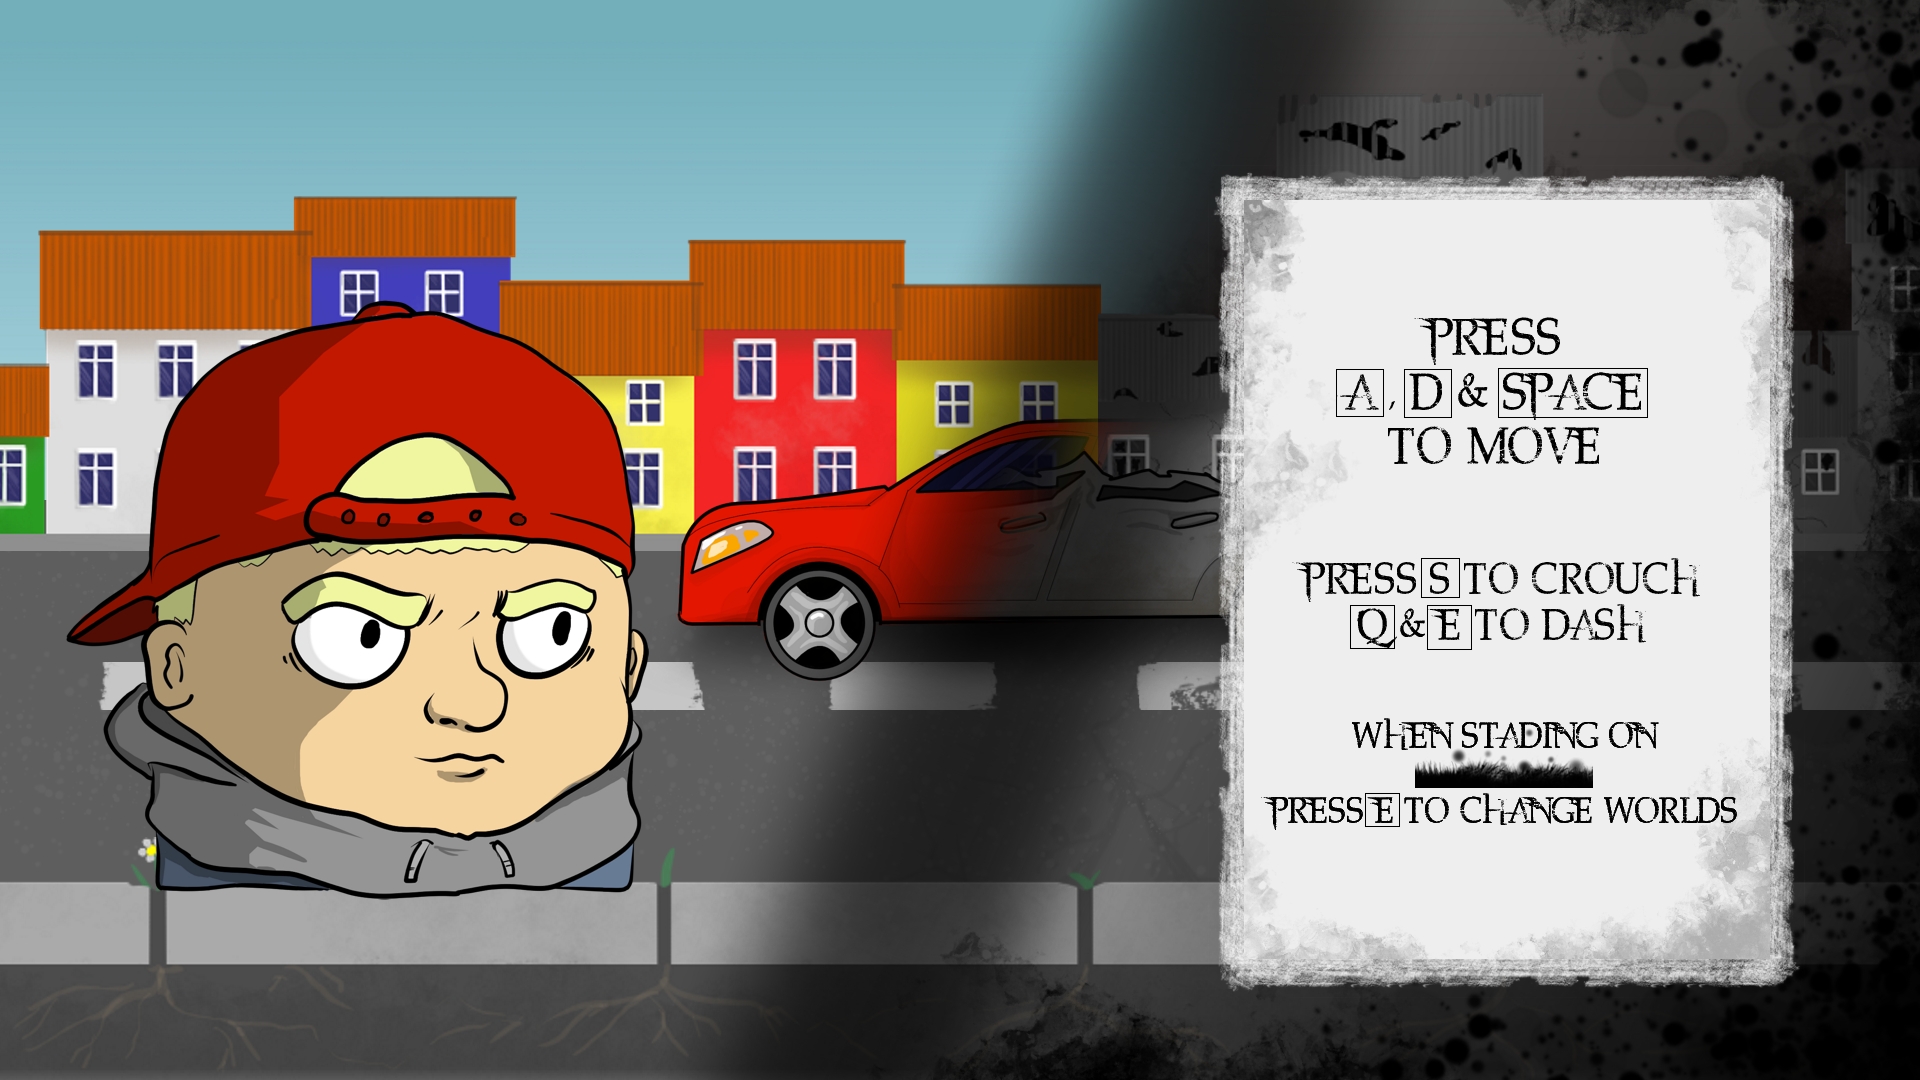 PRESS
A, D & SPACE
TO MOVE
PRESS S TO CROUCH
Q & E TO DASH
WHEN STADING ON
PRESS E TO CHANGE WORLDS